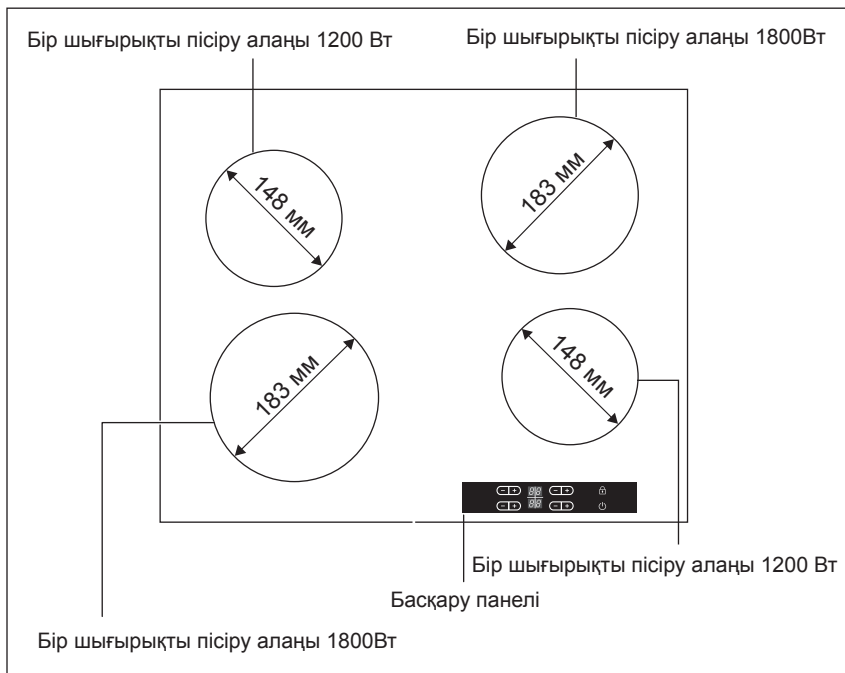 Бір шығырықты пісіру алаңы 1200 Вт
Бір шығырықты пісіру алаңы 1800Вт
148 мм
183 мм
183 мм
148 мм
Бір шығырықты пісіру алаңы 1200 Вт
Басқару панелі
Бір шығырықты пісіру алаңы 1800Вт